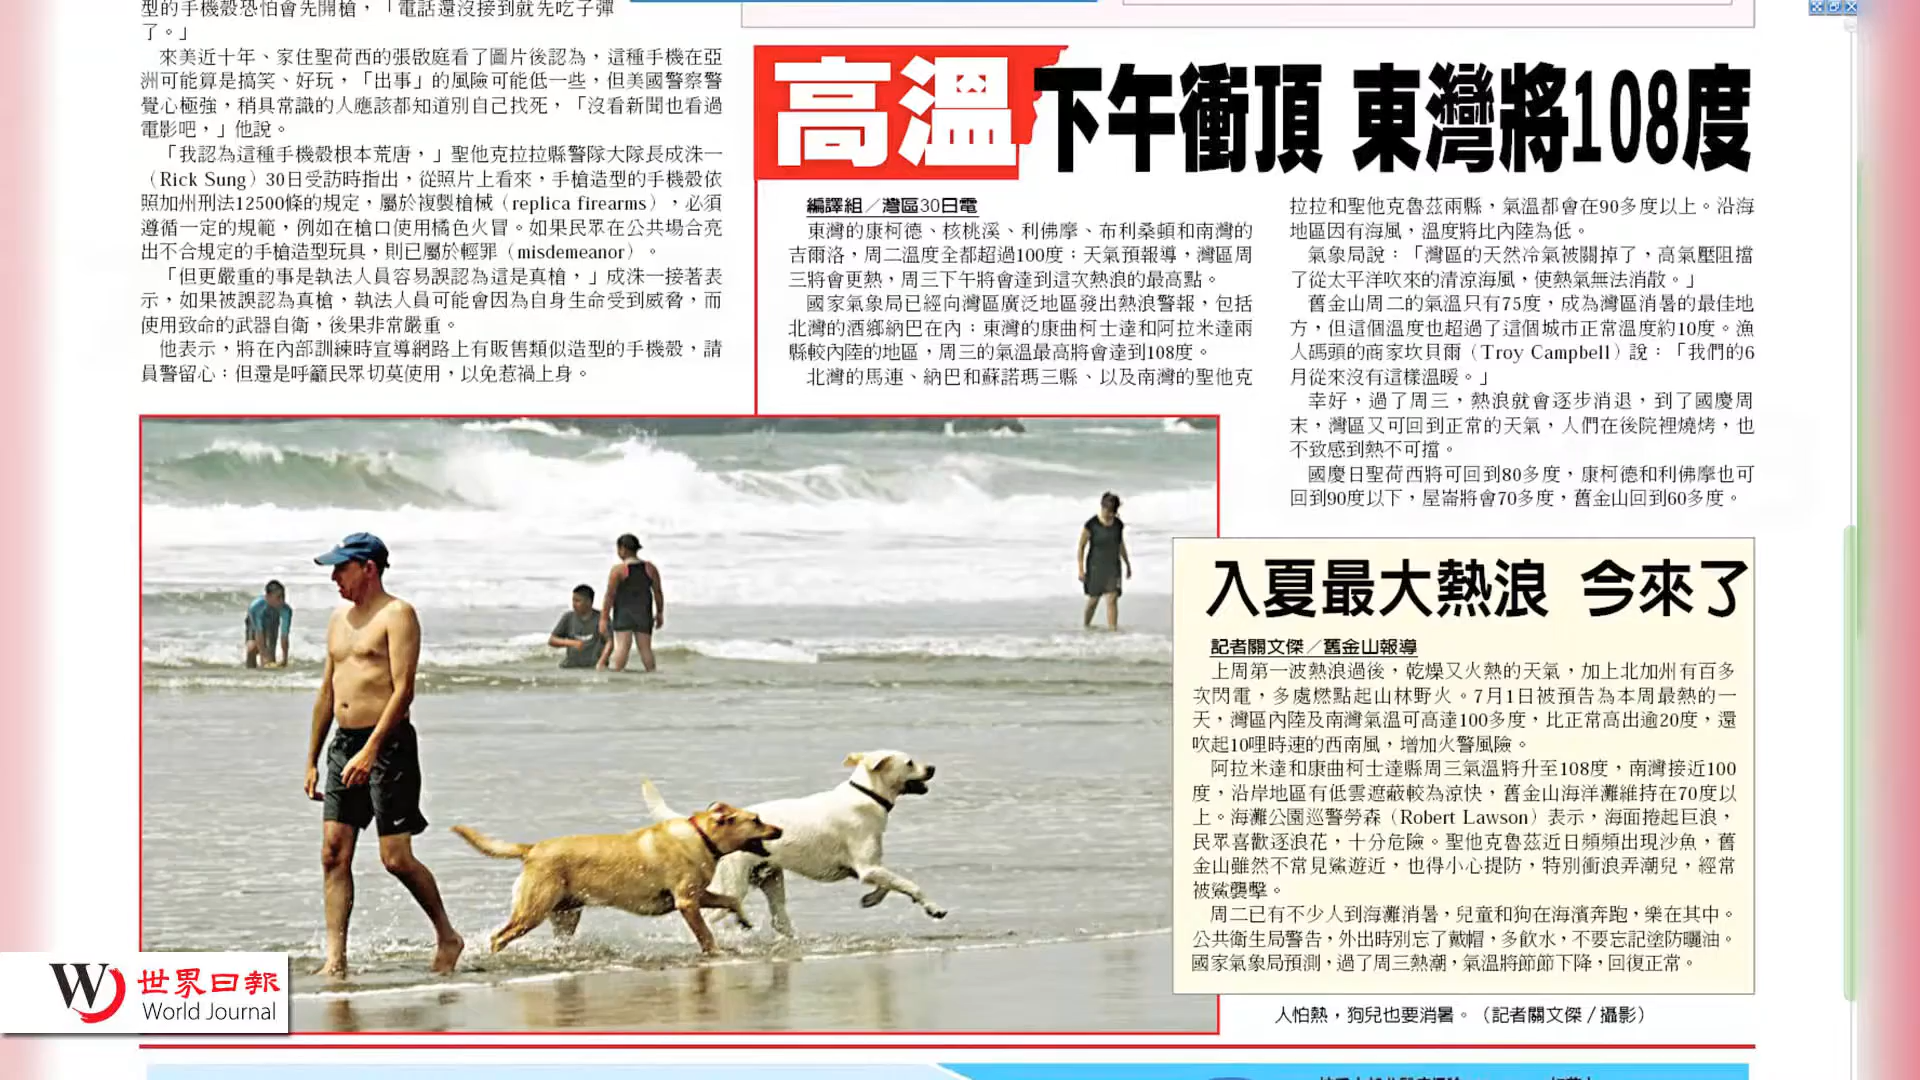 型的手機殼恐怕會先開槍，「電話還沒接到就先吃子彈
了。」
來美近十年、家住聖荷西的張啟庭看了圖片後認為，這種手機在亞
洲可能算是搞笑、好玩，「出事」的風險可能低一些，但美國警察警
覺心極強，稍具常識的人應該都知道別自己找死，「沒看新聞也看過
電影吧，」他說。
「我認為這種手機殼根本荒唐，」聖他克拉拉縣警隊大隊長成洙一
（Rick Sung）30日受訪時指出，從照片上看來，手槍造型的手機殼依
照加州刑法12500條的規定，屬於複製槍械（replica firearms），必須
遵循一定的規範，例如在槍口使用橘色火冒。如果民眾在公共場合亮
出不合規定的手槍造型玩具，則已屬於輕罪（misdemeanor）。
「但更嚴重的事是執法人員容易誤認為這是真槍，」成洙一接著表
示，如果被誤認為真槍，執法人員可能會因為自身生命受到威脅，而
使用致命的武器自衛，後果非常嚴重。
他表示，將在內部訓練時宣導網路上有販售類似造型的手機殼，請
員警留心；但還是呼籲民眾切莫使用，以免惹禍上身。
高溫下午衝頂 東灣將108度
編譯組／灣區30日電
東灣的康柯德、核桃溪、利佛摩、布利桑頓和南灣的
吉爾洛，周二溫度全都超過100度；天氣預報導，灣區周
三將會更熱，周三下午將會達到這次熱浪的最高點。
國家氣象局已經向灣區廣泛地區發出熱浪警報，包括
北灣的酒鄉納巴在內；東灣的康曲柯士達和阿拉米達兩
縣較內陸的地區，周三的氣溫最高將會達到108度。
北灣的馬連、納巴和蘇諾瑪三縣、以及南灣的聖他克
拉拉和聖他克魯茲兩縣，氣溫都會在90多度以上。沿海
地區因有海風，溫度將比內陸為低。
氣象局說：「灣區的天然冷氣被關掉了，高氣壓阻擋
了從太平洋吹來的清涼海風，使熱氣無法消散。」
舊金山周二的氣溫只有75度，成為灣區消暑的最佳地
方，但這個溫度也超過了這個城市正常溫度約10度。漁
人碼頭的商家坎貝爾（Troy Campbell）說：「我們的6
月從來沒有這樣溫暖。」
幸好，過了周三，熱浪就會逐步消退，到了國慶周
末，灣區又可回到正常的天氣，人們在後院裡燒烤，也
不致感到熱不可擋。
國慶日聖荷西將可回到80多度，康柯德和利佛摩也可
回到90度以下，屋崙將會70多度，舊金山回到60多度。
入夏最大熱浪 今來了
記者關文傑／舊金山報導
上周第一波熱浪過後，乾燥又火熱的天氣，加上北加州有百多
次閃電，多處燃點起山林野火。7月1日被預告為本周最熱的一
天，灣區內陸及南灣氣溫可高達100多度，比正常高出逾20度，還
吹起10哩時速的西南風，增加火警風險。
阿拉米達和康曲柯士達縣周三氣溫將升至108度，南灣接近100
度，沿岸地區有低雲遮蔽較為涼快，舊金山海洋灘維持在70度以
上。海灘公園巡警勞森（Robert Lawson）表示，海面捲起巨浪，
民眾喜歡逐浪花，十分危險。聖他克魯茲近日頻頻出現沙魚，舊
金山雖然不常見鯊遊近，也得小心提防，特別衝浪弄潮兒，經常
被鯊襲擊。
周二已有不少人到海灘消暑，兒童和狗在海濱奔跑，樂在其中。
公共衛生局警告，外出時別忘了戴帽，多飲水，不要忘記塗防曬油。
國家氣象局預測，過了周三熱潮，氣溫將節節下降，回復正常。
人怕熱，狗兒也要消暑。（記者關文傑／攝影）
世界日報
World Journal